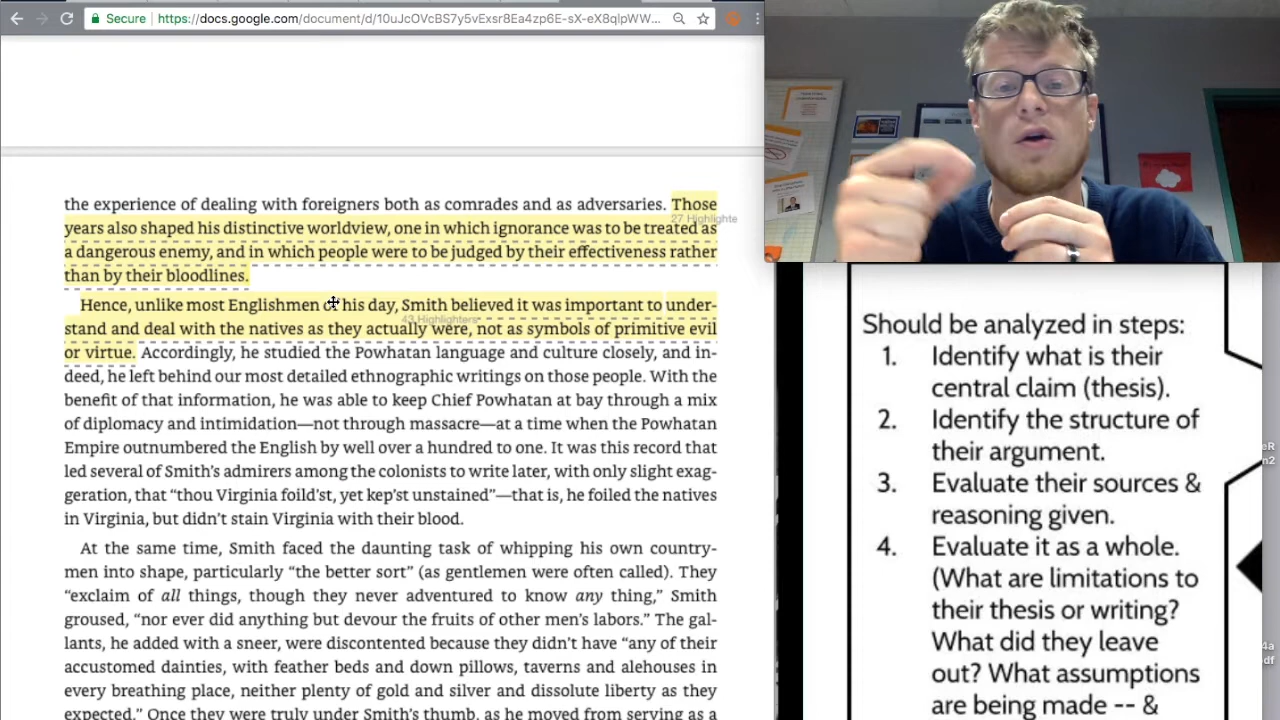 Secure
https://docs.google.com/document/d/10uJcOVcBS7y5vExsr8Ea4zp6E-sX-eX8qlpWW...
the experience of dealing with foreigners both as comrades and as adversaries. Those
27 Highlighte
years also shaped his distinctive worldview, one in which ignorance was to be treated as
a dangerous enemy, and in which people were to be judged by their effectiveness rather
than by their bloodlines.
Hence, unlike most Englishmen of his day, Smith believed it was important to under-
43 Highlighters
stand and deal with the natives as they actually were, not as symbols of primitive evil
or virtue. Accordingly, he studied the Powhatan language and culture closely, and in-
deed, he left behind our most detailed ethnographic writings on those people. With the
benefit of that information, he was able to keep Chief Powhatan at bay through a mix
of diplomacy and intimidation—not through massacre—at a time when the Powhatan
Empire outnumbered the English by well over a hundred to one. It was this record that
led several of Smith's admirers among the colonists to write later, with only slight exag-
geration, that “thou Virginia foild'st, yet kep'st unstained”—that is, he foiled the natives
in Virginia, but didn't stain Virginia with their blood.
At the same time, Smith faced the daunting task of whipping his own country-
men into shape, particularly “the better sort” (as gentlemen were often called). They
“exclaim of all things, though they never adventured to know any thing,” Smith
groused, “nor ever did anything but devour the fruits of other men's labors.” The gal-
lants, he added with a sneer, were discontented because they didn't have “any of their
accustomed dainties, with feather beds and down pillows, taverns and alehouses in
every breathing place, neither plenty of gold and silver and dissolute liberty as they
expected.” Once they were truly under Smith's thumb, as he moved from serving as a
Should be analyzed in steps:
1. Identify what is their
central claim (thesis).
2. Identify the structure of
their argument.
3. Evaluate their sources &
reasoning given.
4. Evaluate it as a whole.
(What are limitations to
their thesis or writing?
What did they leave
out? What assumptions
are being made -- &
eR
n2
4a
df